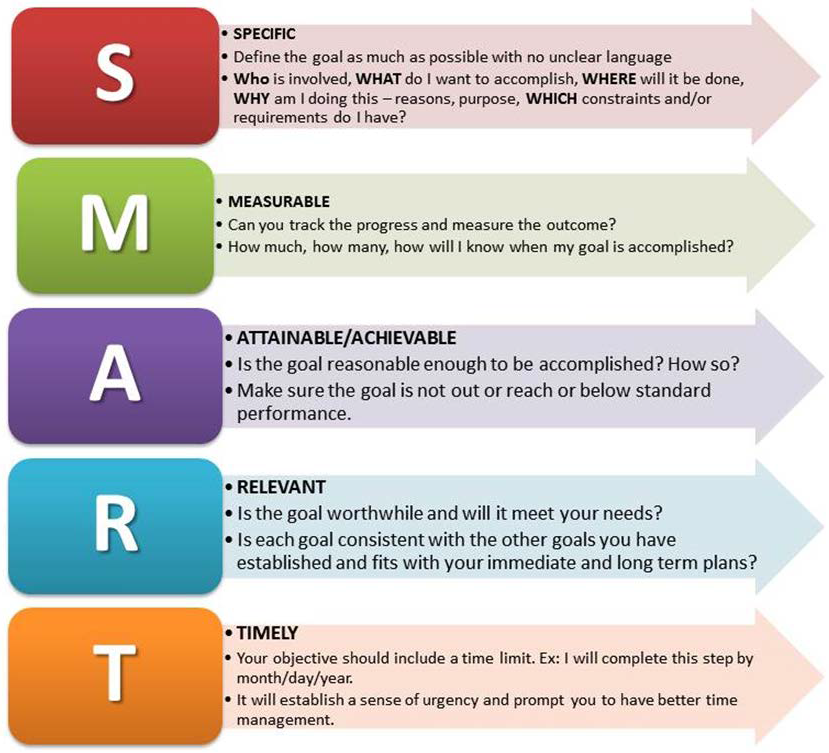 S
• SPECIFIC
• Define the goal as much as possible with no unclear language
• Who is involved, WHAT do I want to accomplish, WHERE will it be done,
WHY am I doing this – reasons, purpose, WHICH constraints and/or
requirements do I have?
M
• MEASURABLE
• Can you track the progress and measure the outcome?
• How much, how many, how will I know when my goal is accomplished?
A
• ATTAINABLE/ACHIEVABLE
• Is the goal reasonable enough to be accomplished? How so?
• Make sure the goal is not out or reach or below standard
performance.
R
• RELEVANT
• Is the goal worthwhile and will it meet your needs?
• Is each goal consistent with the other goals you have
established and fits with your immediate and long term plans?
T
• TIMELY
• Your objective should include a time limit. Ex: I will complete this step by
month/day/year.
• It will establish a sense of urgency and prompt you to have better time
management.